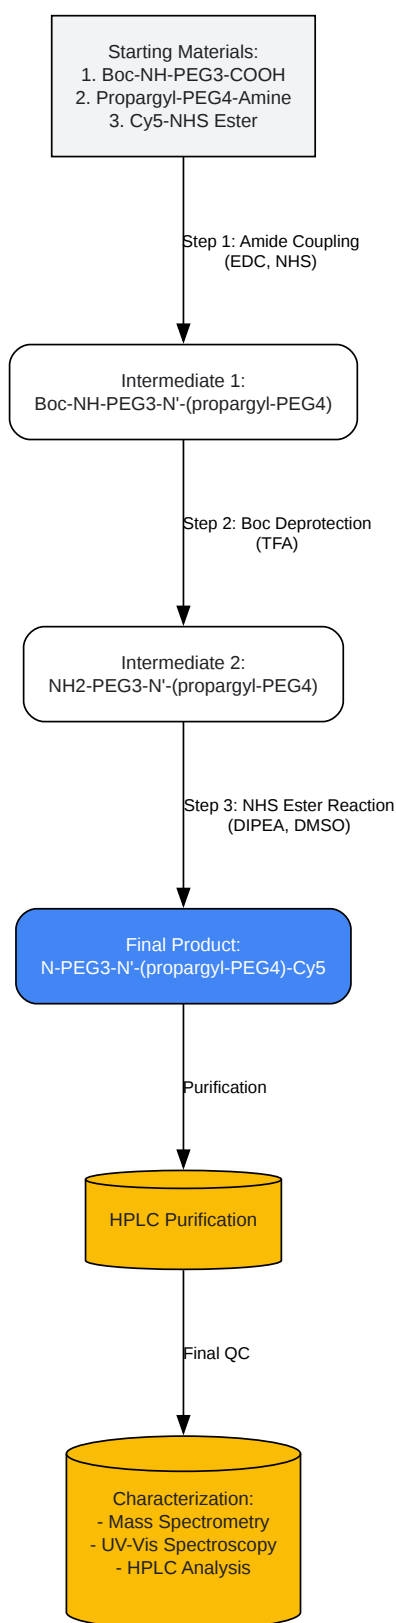 Starting Materials:
1. Boc-NH-PEG3-COOH
2. Propargyl-PEG4-Amine
3. Cy5-NHS Ester
Step 1: Amide Coupling
(EDC, NHS)
Intermediate 1:
Boc-NH-PEG3-N'-(propargyl-PEG4)
Step 2: Boc Deprotection
(TFA)
Intermediate 2:
NH2-PEG3-N'-(propargyl-PEG4)
Step 3: NHS Ester Reaction
(DIPEA, DMSO)
Final Product:
N-PEG3-N'-(propargyl-PEG4)-Cy5
Purification
HPLC Purification
Final QC
Characterization:
- Mass Spectrometry
- UV-Vis Spectroscopy
- HPLC Analysis